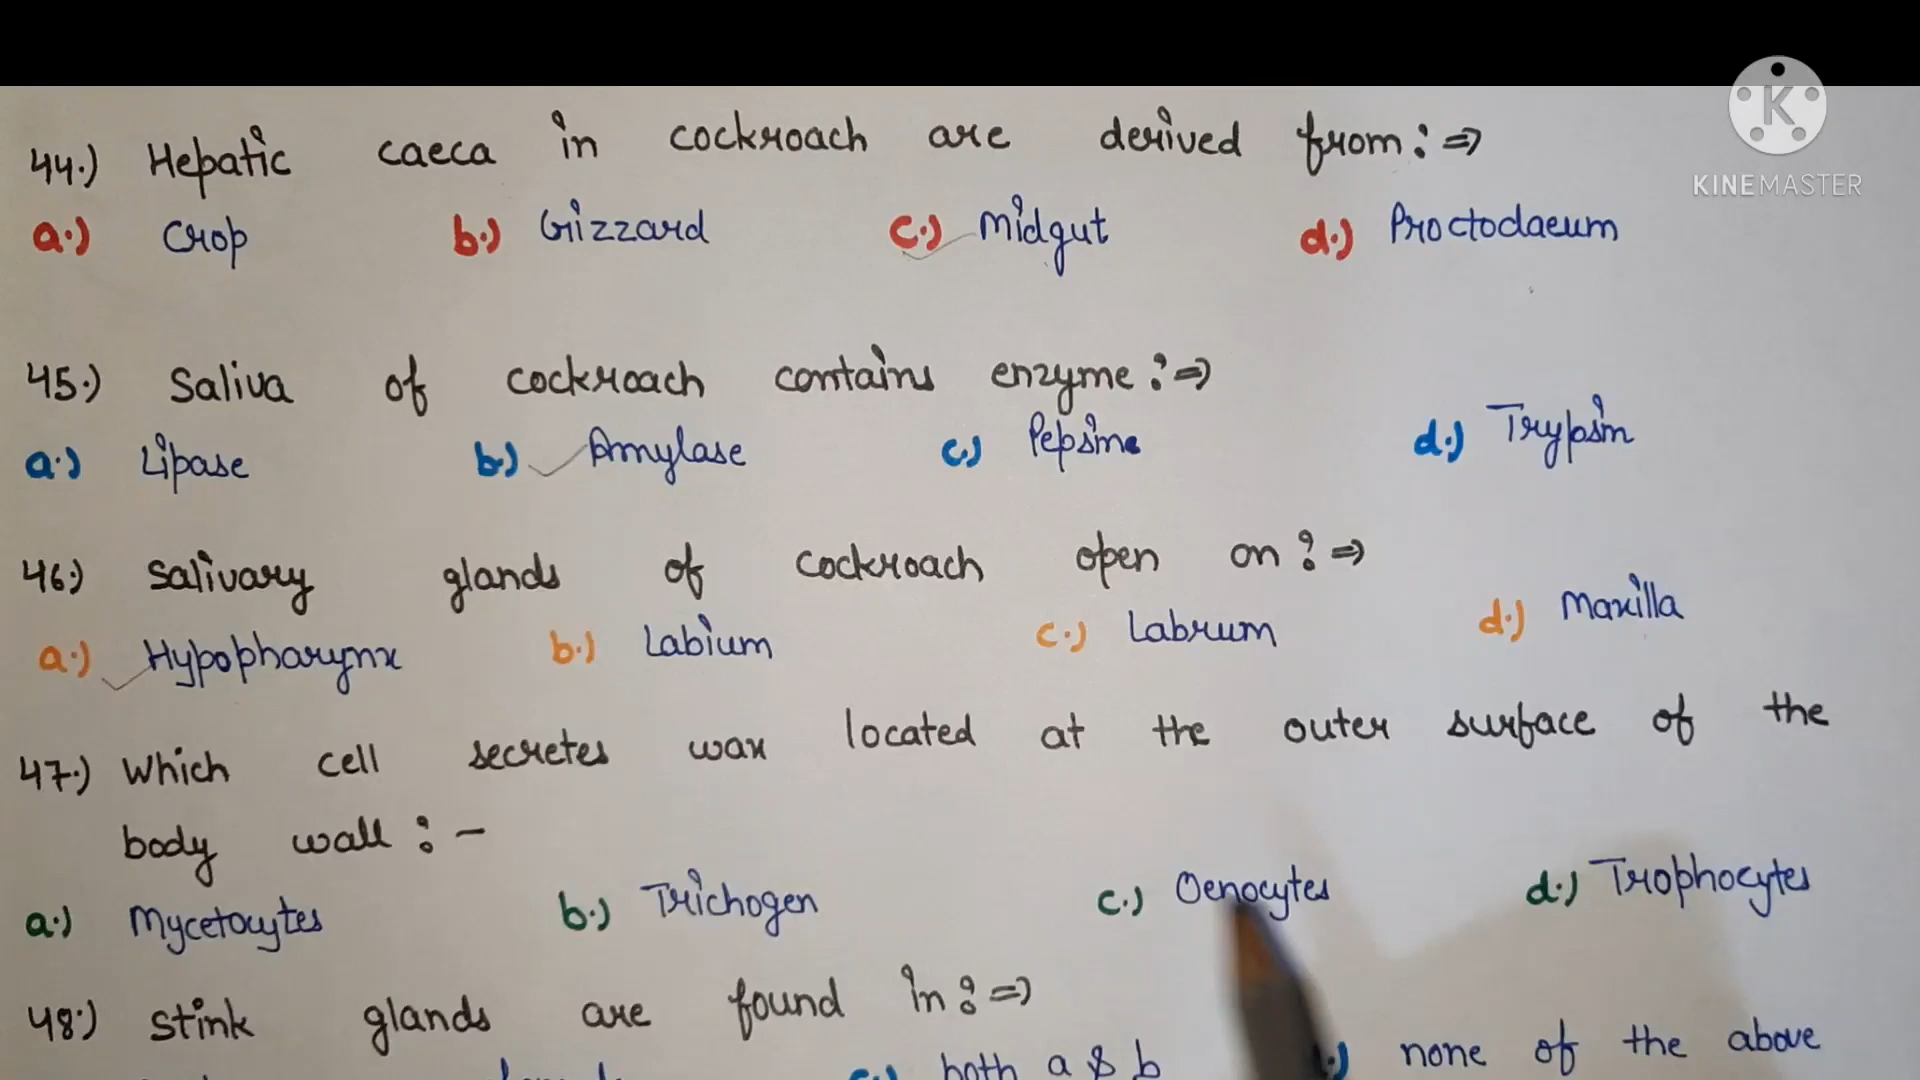 KINEMASTER
44.) Hepatic caeca in cockroach are derived from:⇒
a.) Crop b.) Gizzard c.) Midgut d.) Proctodaeum
45.) Saliva of cockroach contains enzyme:⇒
a.) Lipase b.) Amylase c.) Pepsine d.) Trypsin
46.) Salivary glands of cockroach open on:⇒
a.) Hypopharynx b.) Labium c.) Labrum d.) Maxilla
47.) Which cell secretes wax located at the outer surface of the
body wall:-
a.) Mycetocytes b.) Trichogen c.) Oenocytes d.) Trophocytes
48.) Stink glands are found in:⇒
c.) both a & b none of the above